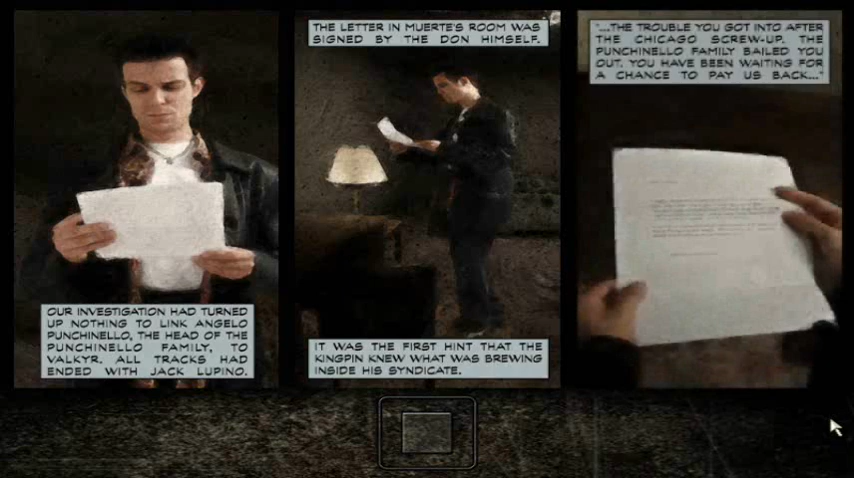 OUR INVESTIGATION HAD TURNED
UP NOTHING TO LINK ANGELO
PUNCHINELLO, THE HEAD OF THE
PUNCHINELLO FAMILY, TO
VALKYR. ALL TRACKS HAD
ENDED WITH JACK LUPINO.
THE LETTER IN MUERTE'S ROOM WAS
SIGNED BY THE DON HIMSELF.
IT WAS THE FIRST HINT THAT THE
KINGPIN KNEW WHAT WAS BREWING
INSIDE HIS SYNDICATE.
"...THE TROUBLE YOU GOT INTO AFTER
THE CHICAGO SCREW-UP. THE
PUNCHINELLO FAMILY BAILED YOU
OUT. YOU HAVE BEEN WAITING FOR
A CHANCE TO PAY US BACK..."